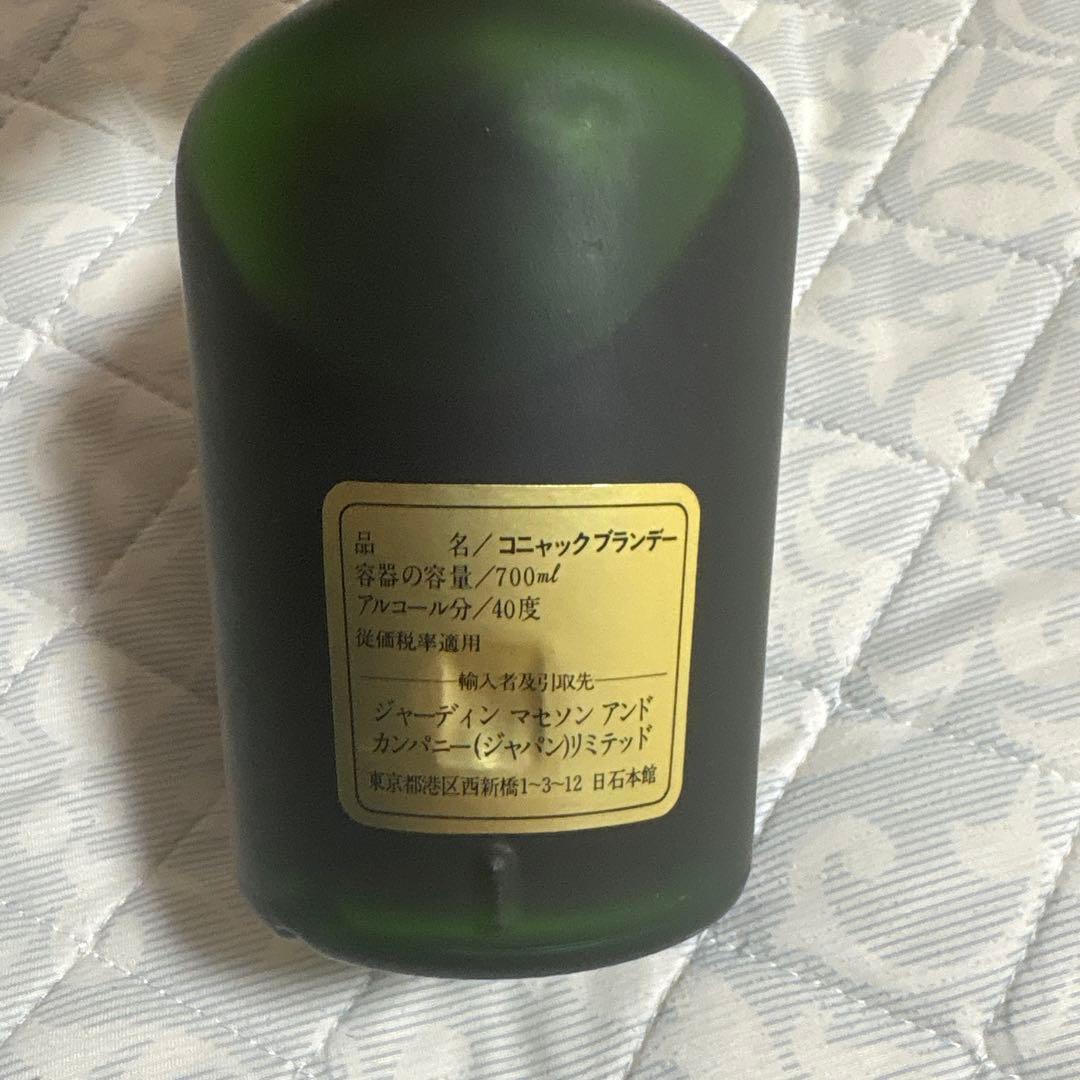 品　　　名／コニャックブランデー
容器の容量／700ml
アルコール分／40度
従価税率適用
輸入者及引取先
ジャーディン マセソン アンド
カンパニー(ジャパン)リミテッド
東京都港区西新橋1~3~12 日石本館